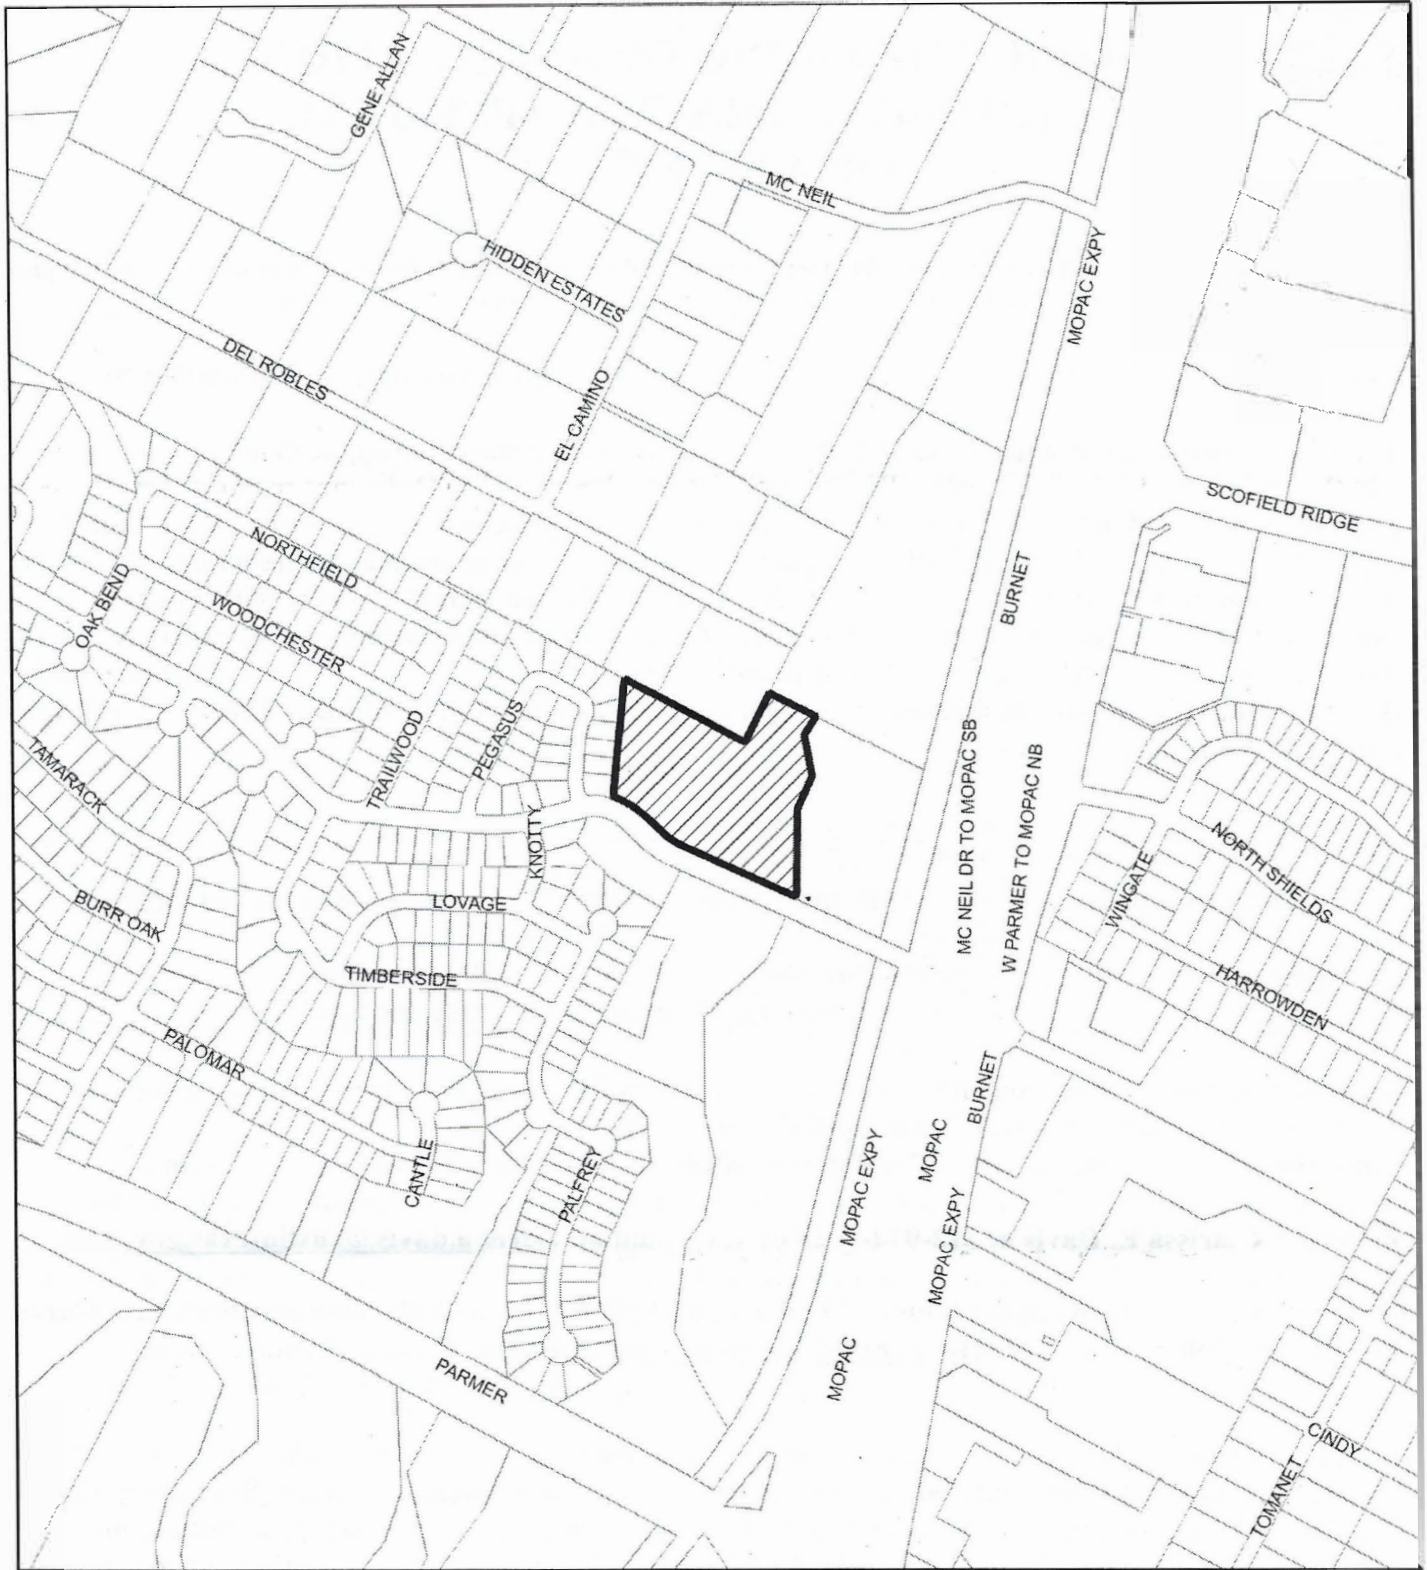 GENE ALLAN
MC NEIL
HIDDEN ESTATES
MOPAC EXPY
DEL ROBLES
EL CAMINO
SCOFIELD RIDGE
NORTHFIELD
BURNET
OAK BEND
WOODCHESTER
TRAILWOOD
PEGASUS
TAMARACK
KNOTTY
MC NEIL DR TO MOPAC SB
W PARMER TO MOPAC NB
NORTH SHIELDS
WINGATE
BURR OAK
LOVAGE
TIMBERSIDE
HARROWDEN
PALOMAR
BURNET
CANTLE
PALFREY
MOPAC EXPY
MOPAC
MOPAC EXPY
PARMER
MOPAC
CINDY
TOMANET